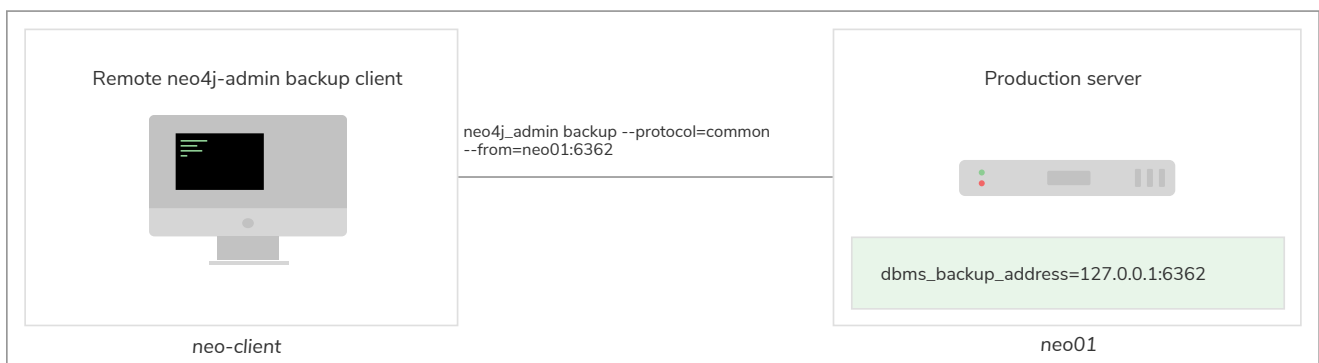 Remote neo4j-admin backup client
Production server
neo4j_admin backup --protocol=common
--from=neo01:6362
dbms_backup_address=127.0.0.1:6362
neo-client
neo01